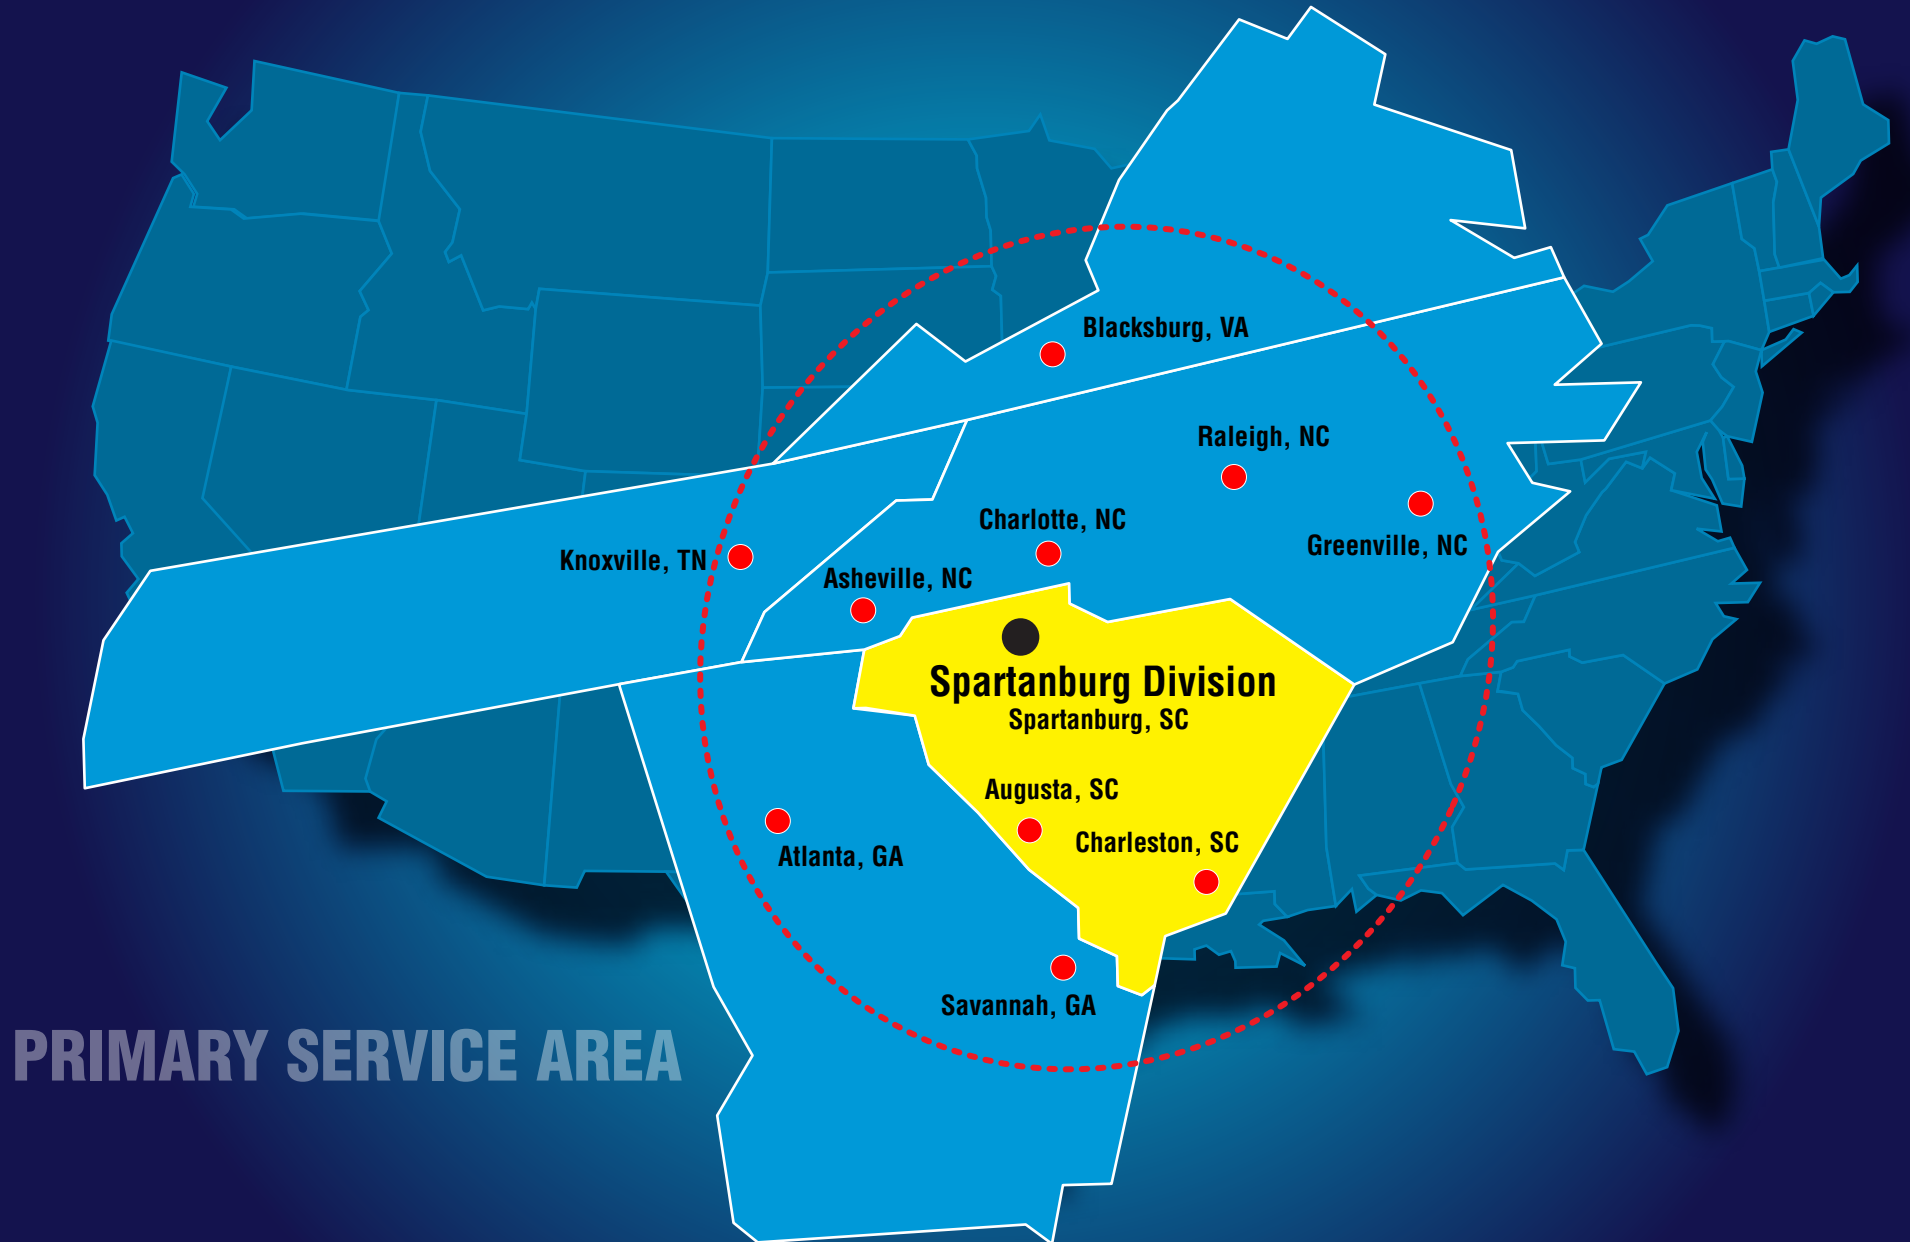 Blacksburg, VA
Raleigh, NC
Charlotte, NC
Greenville, NC
Knoxville, TN
Asheville, NC
Spartanburg Division
Spartanburg, SC
Augusta, SC
Charleston, SC
Atlanta, GA
Savannah, GA
PRIMARY SERVICE AREA